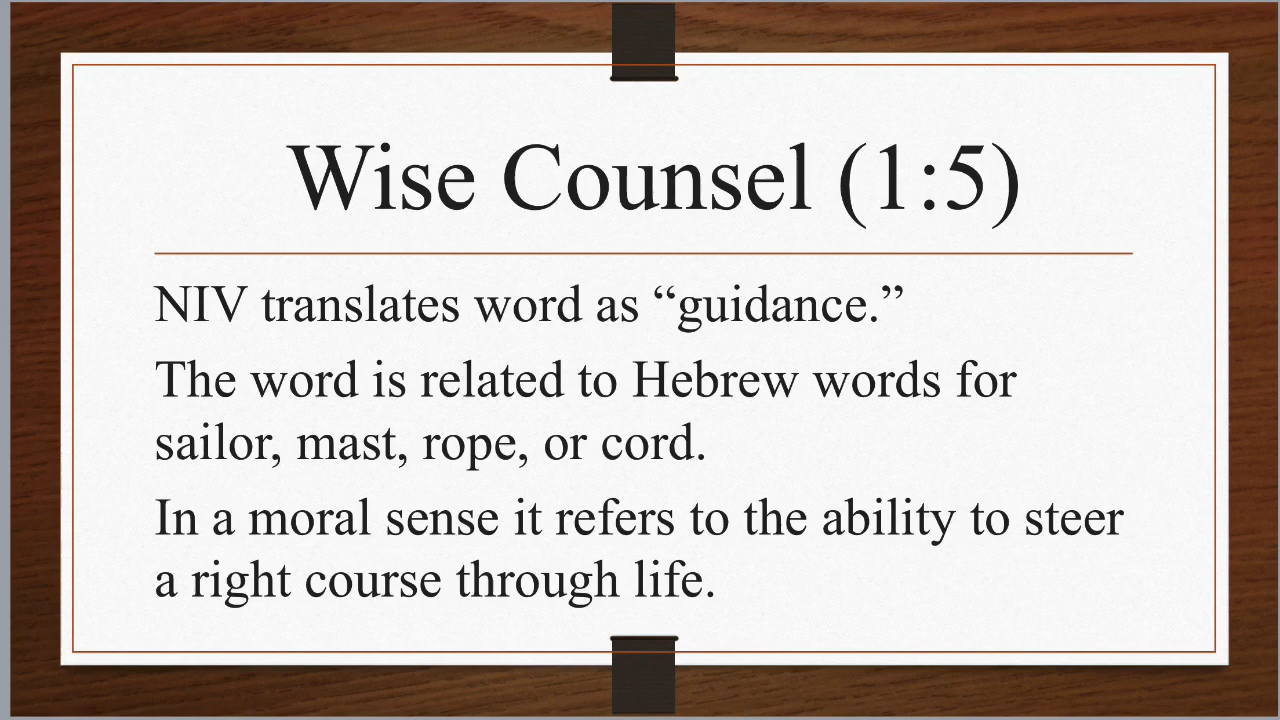 Wise Counsel (1:5)
NIV translates word as “guidance.”
The word is related to Hebrew words for
sailor, mast, rope, or cord.
In a moral sense it refers to the ability to steer
a right course through life.